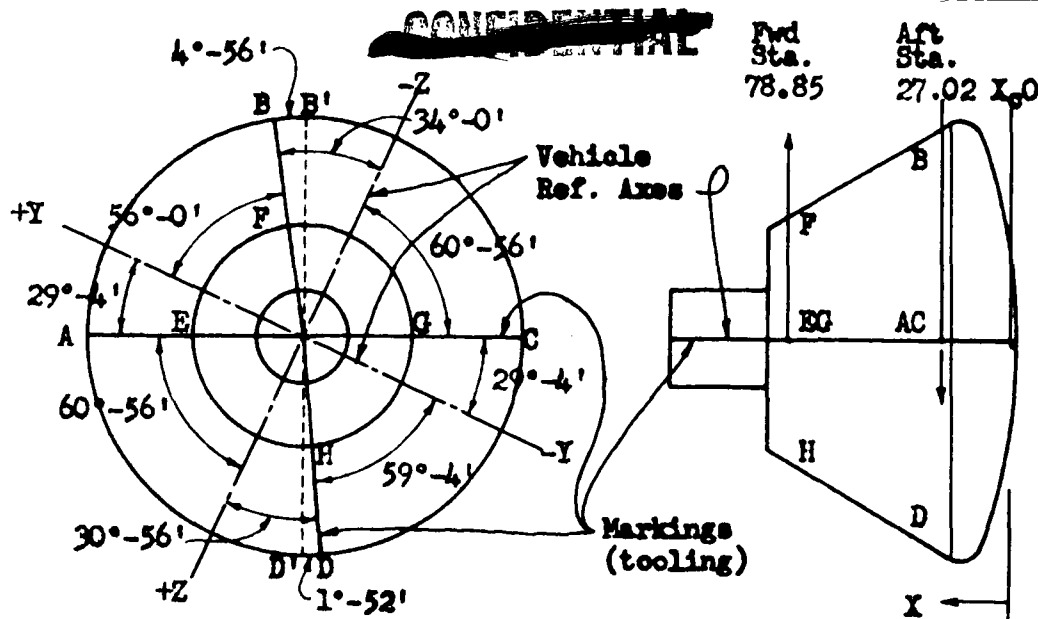 CONFIDENTIAL
Fwd
Sta.
78.85
Aft
Sta.
27.02
X₀O
4°-56'
B
B'
-Z
34°-0'
Vehicle
Ref. Axes
B
+Y
56°-0'
F
60°-56'
F
29°-4'
A
E
G
C
EG
AC
29°-4'
60°-56'
H
-Y
59°-4'
H
30°-56'
D'
D
Markings
(tooling)
D
+Z
1°-52'
X